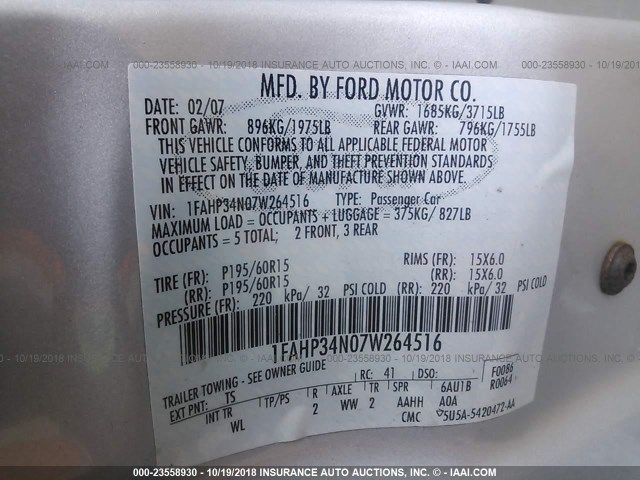 000-23558930 - 10/19/2018 INSURANCE AUTO AUCTIONS, INC. © - IAAI.COM
MFD. BY FORD MOTOR CO.
DATE: 02/07 GVWR: 1685KG/3715LB
FRONT GAWR: 896KG/1975LB REAR GAWR: 796KG/1755LB
THIS VEHICLE CONFORMS TO ALL APPLICABLE FEDERAL MOTOR
VEHICLE SAFETY, BUMPER, AND THEFT PREVENTION STANDARDS
IN EFFECT ON THE DATE OF MANUFACTURE SHOWN ABOVE.
VIN: 1FAHP34N07W264516 TYPE: Passenger Car
MAXIMUM LOAD = OCCUPANTS + LUGGAGE = 375KG/ 827LB
OCCUPANTS = 5 TOTAL; 2 FRONT, 3 REAR
TIRE (FR): P195/60R15 RIMS (FR): 15X6.0
(RR): P195/60R15 (RR): 15X6.0
PRESSURE (FR): 220 kPa/ 32 PSI COLD (RR): 220 kPa/ 32 PSI COLD
1FAHP34N07W264516
TRAILER TOWING - SEE OWNER GUIDE RC: 41 DSO: F0086
EXT PNT: TS R AXLE TR SPR 6AU1B R0064
INT TR TP/PS 2 WW 2 AAHH A0A
WL CMC 5U5A-5420472-AA
000-23558930 - 10/19/2018 INSURANCE AUTO AUCTIONS, INC. © - IAAI.COM